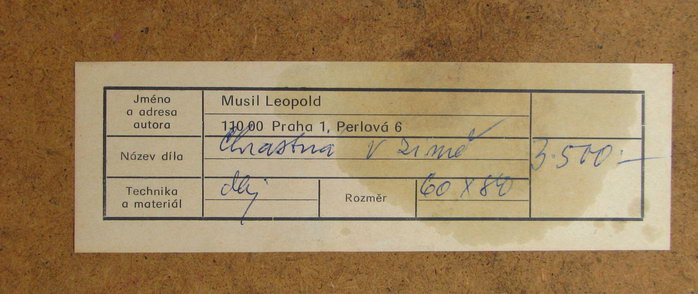 Jméno
a adresa
autora
Musil Leopold
110 00 Praha 1, Perlová 6
Název díla
Chrastna v zimě
3.500.-
Technika
a materiál
olej
Rozměr
60 x 80